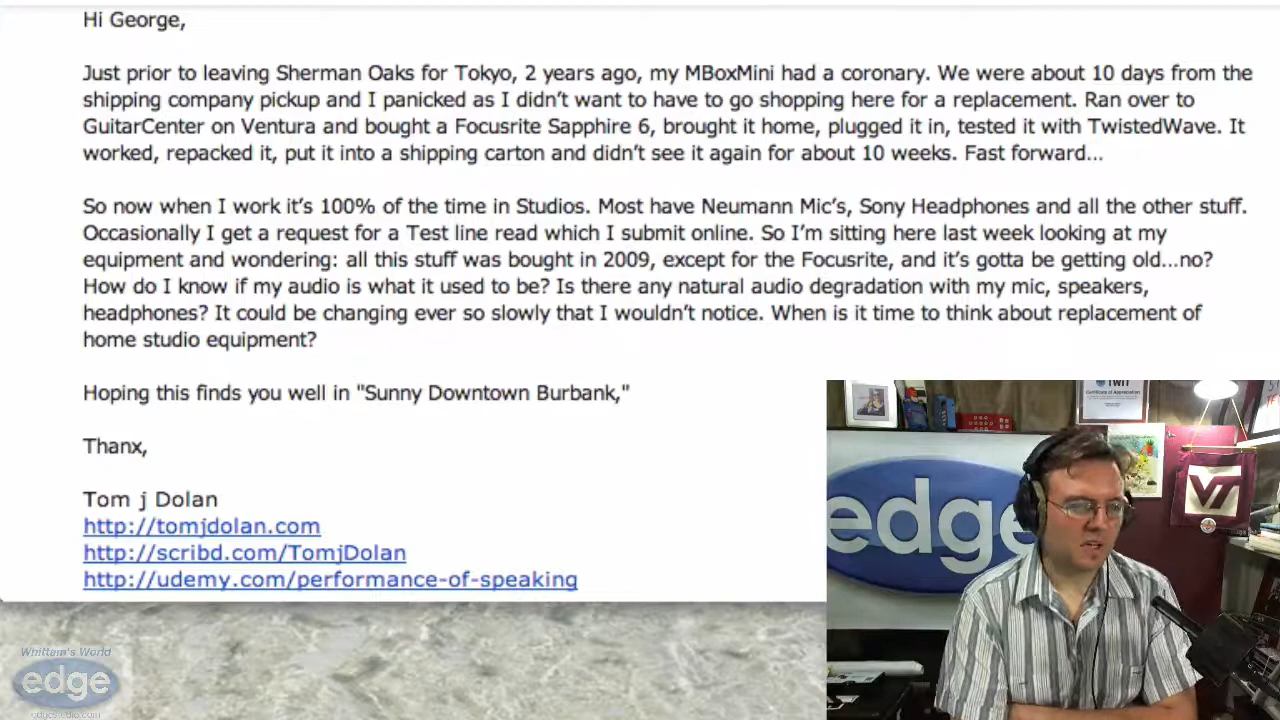 Hi George,
Just prior to leaving Sherman Oaks for Tokyo, 2 years ago, my MBoxMini had a coronary. We were about 10 days from the
shipping company pickup and I panicked as I didn't want to have to go shopping here for a replacement. Ran over to
GuitarCenter on Ventura and bought a Focusrite Sapphire 6, brought it home, plugged it in, tested it with TwistedWave. It
worked, repacked it, put it into a shipping carton and didn't see it again for about 10 weeks. Fast forward...
So now when I work it's 100% of the time in Studios. Most have Neumann Mic's, Sony Headphones and all the other stuff.
Occasionally I get a request for a Test line read which I submit online. So I'm sitting here last week looking at my
equipment and wondering: all this stuff was bought in 2009, except for the Focusrite, and it's gotta be getting old...no?
How do I know if my audio is what it used to be? Is there any natural audio degradation with my mic, speakers,
headphones? It could be changing ever so slowly that I wouldn't notice. When is it time to think about replacement of
home studio equipment?
Hoping this finds you well in "Sunny Downtown Burbank,"
Thanx,
Tom j Dolan
http://tomjdolan.com
http://scribd.com/TomjDolan
http://udemy.com/performance-of-speaking
TWiT
Certificate of Appreciation
edge
VT
Whittam's World
edge
edgestudio.com